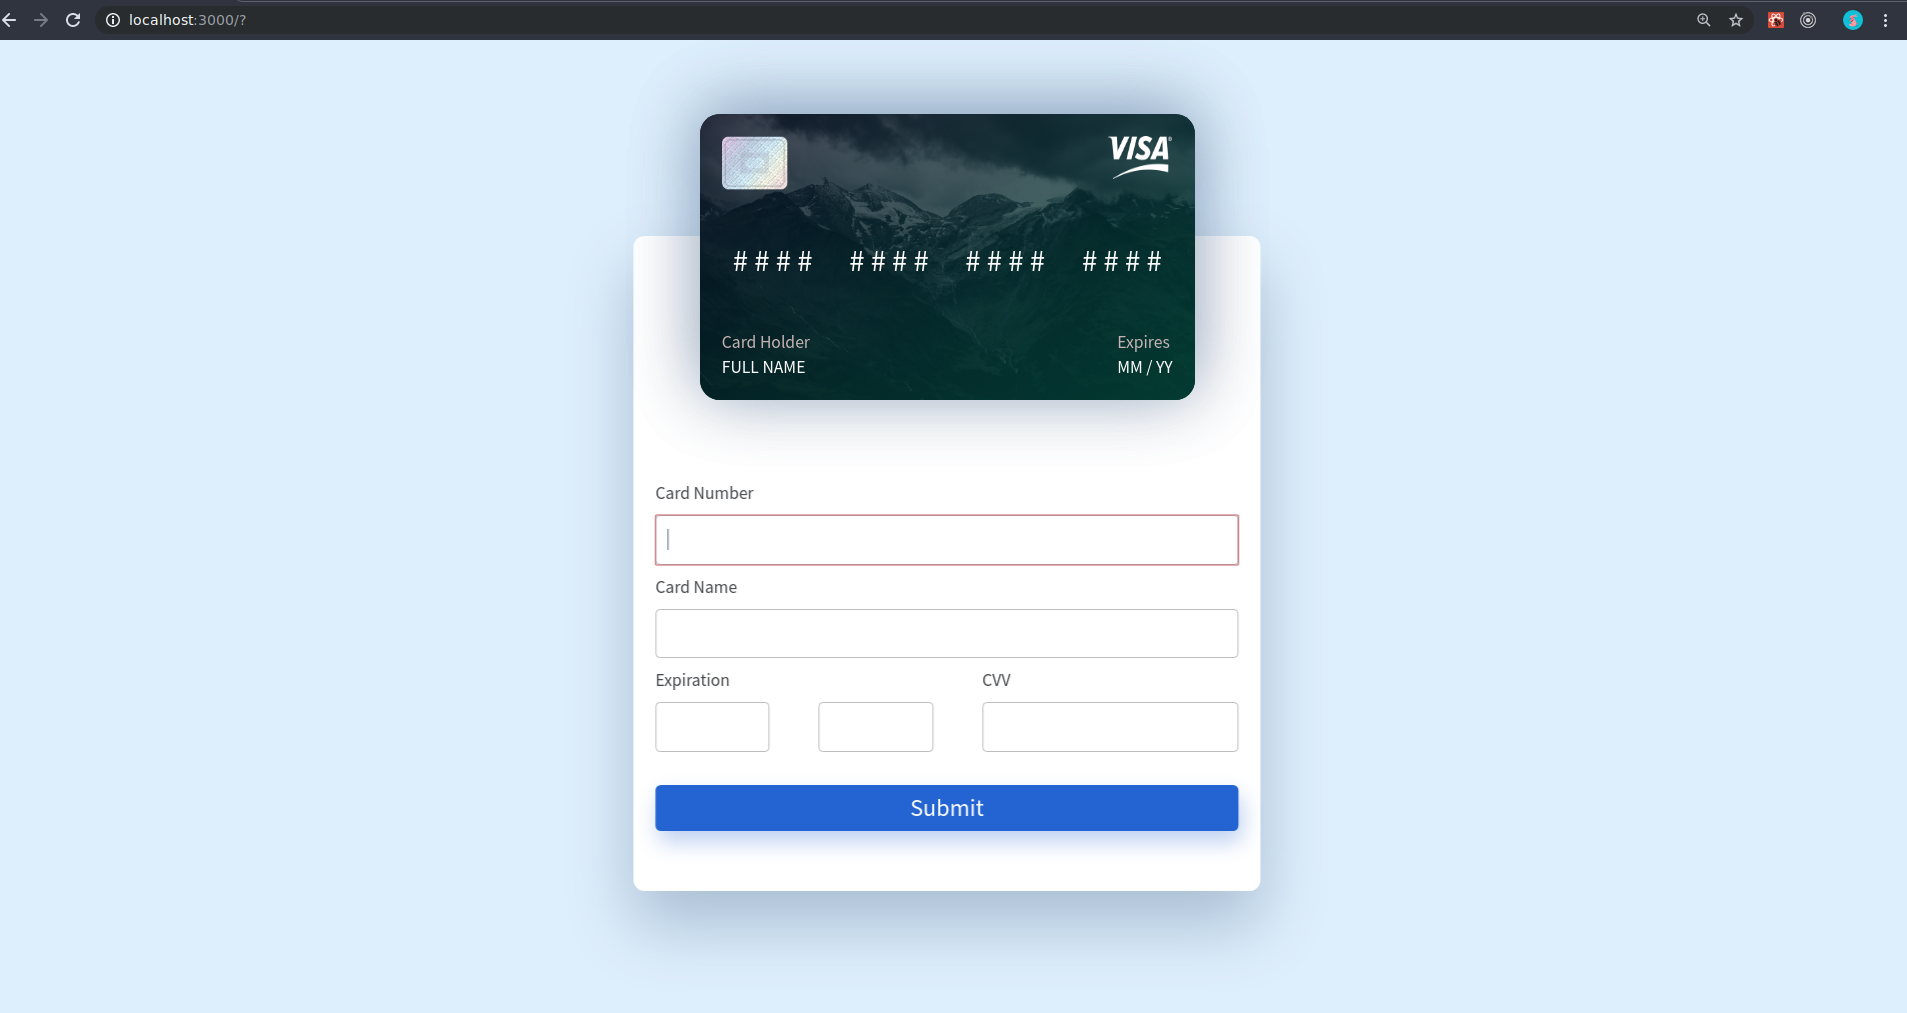 localhost:3000/?
VISA
# # # # # # # # # # # # # # # #
Card Holder Expires
FULL NAME MM / YY
Card Number
Card Name
Expiration CVV
Submit